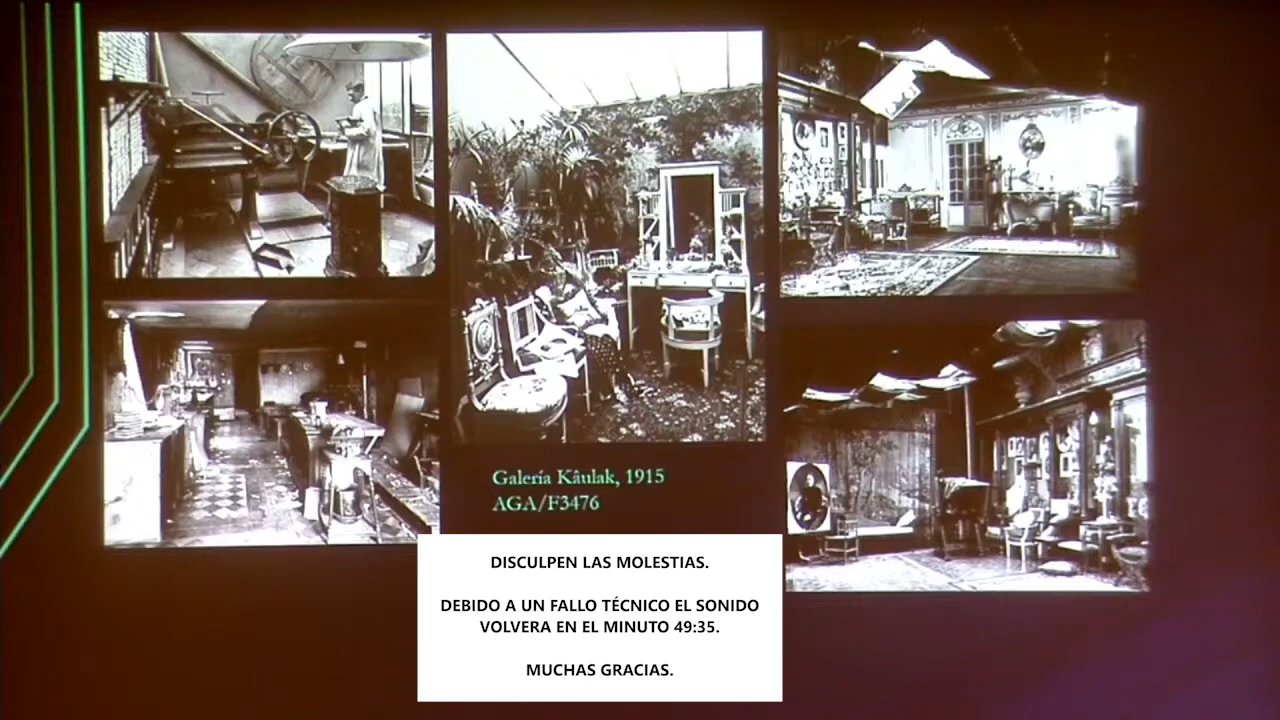 Galería Kâulak, 1915
AGA/F3476
DISCULPEN LAS MOLESTIAS.
DEBIDO A UN FALLO TÉCNICO EL SONIDO
VOLVERA EN EL MINUTO 49:35.
MUCHAS GRACIAS.